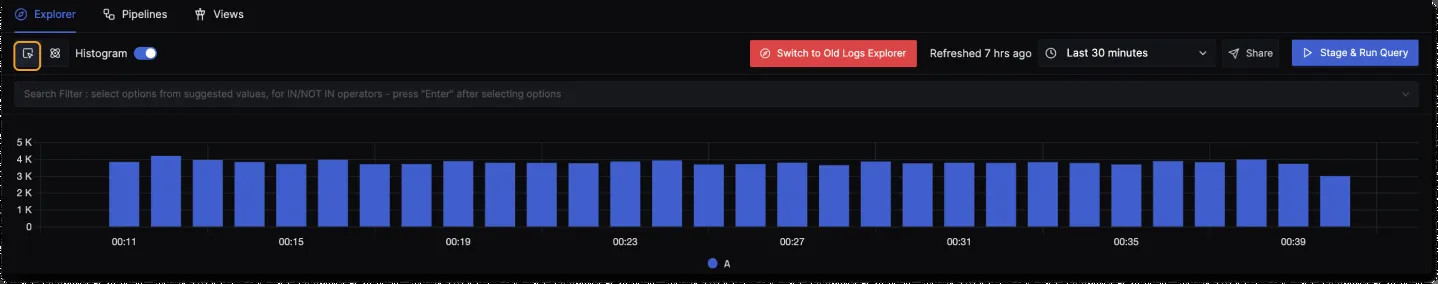 Explorer Pipelines Views
Histogram Switch to Old Logs Explorer Refreshed 7 hrs ago Last 30 minutes Share Stage & Run Query
Search Filter : select options from suggested values, for IN/NOT IN operators - press "Enter" after selecting options
5 K
4 K
3 K
2 K
1 K
0
00:11 00:15 00:19 00:23 00:27 00:31 00:35 00:39
A